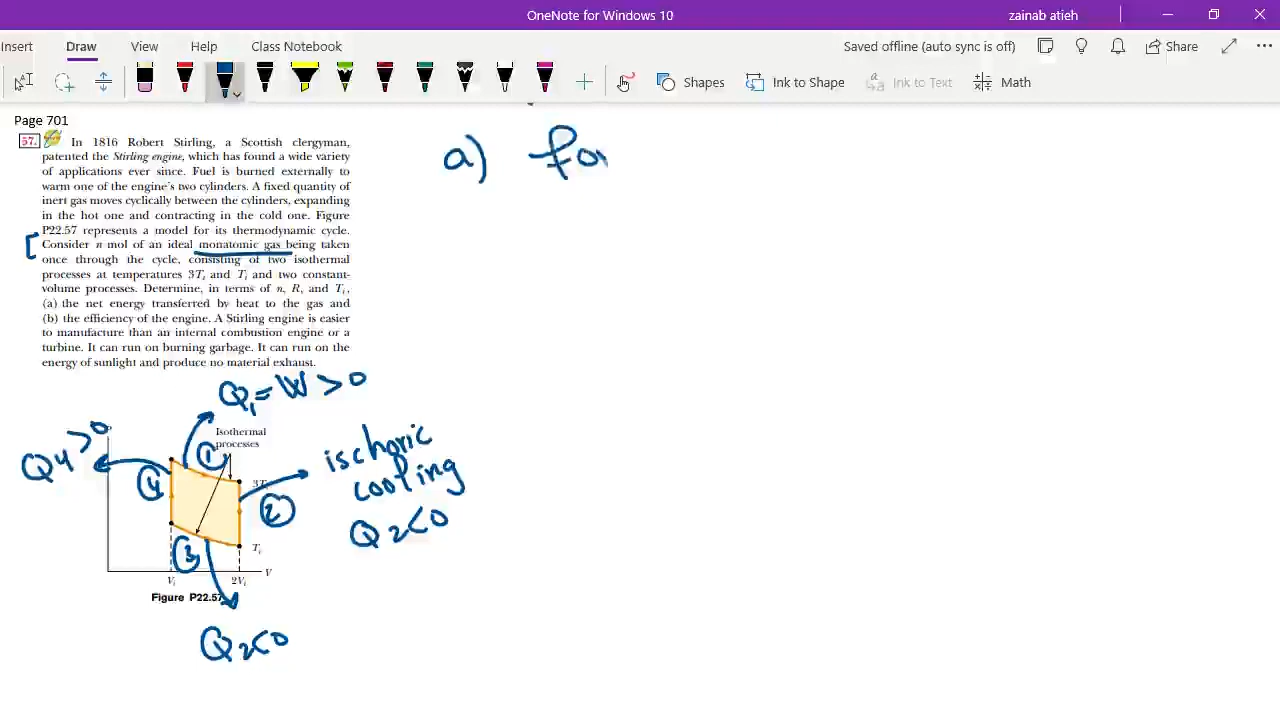 OneNote for Windows 10
zainab atieh
Insert Draw View Help Class Notebook
Saved offline (auto sync is off)
Share
Shapes Ink to Shape Ink to Text Math
Page 701
57. In 1816 Robert Stirling, a Scottish clergyman,
patented the Stirling engine, which has found a wide variety
of applications ever since. Fuel is burned externally to
warm one of the engine's two cylinders. A fixed quantity of
inert gas moves cyclically between the cylinders, expanding
in the hot one and contracting in the cold one. Figure
P22.57 represents a model for its thermodynamic cycle.
Consider n mol of an ideal monatomic gas being taken
once through the cycle, consisting of two isothermal
processes at temperatures 3Ti and Ti and two constant-
volume processes. Determine, in terms of n, R, and Ti,
(a) the net energy transferred by heat to the gas and
(b) the efficiency of the engine. A Stirling engine is easier
to manufacture than an internal combustion engine or a
turbine. It can run on burning garbage. It can run on the
energy of sunlight and produce no material exhaust.
a) for
Q1 = W > 0
Isothermal
processes
Q4 > 0
1
ischoric
cooling
Q2<0
4
3T
2
3
Ti
Vi 2Vi V
Figure P22.57
Q2<0